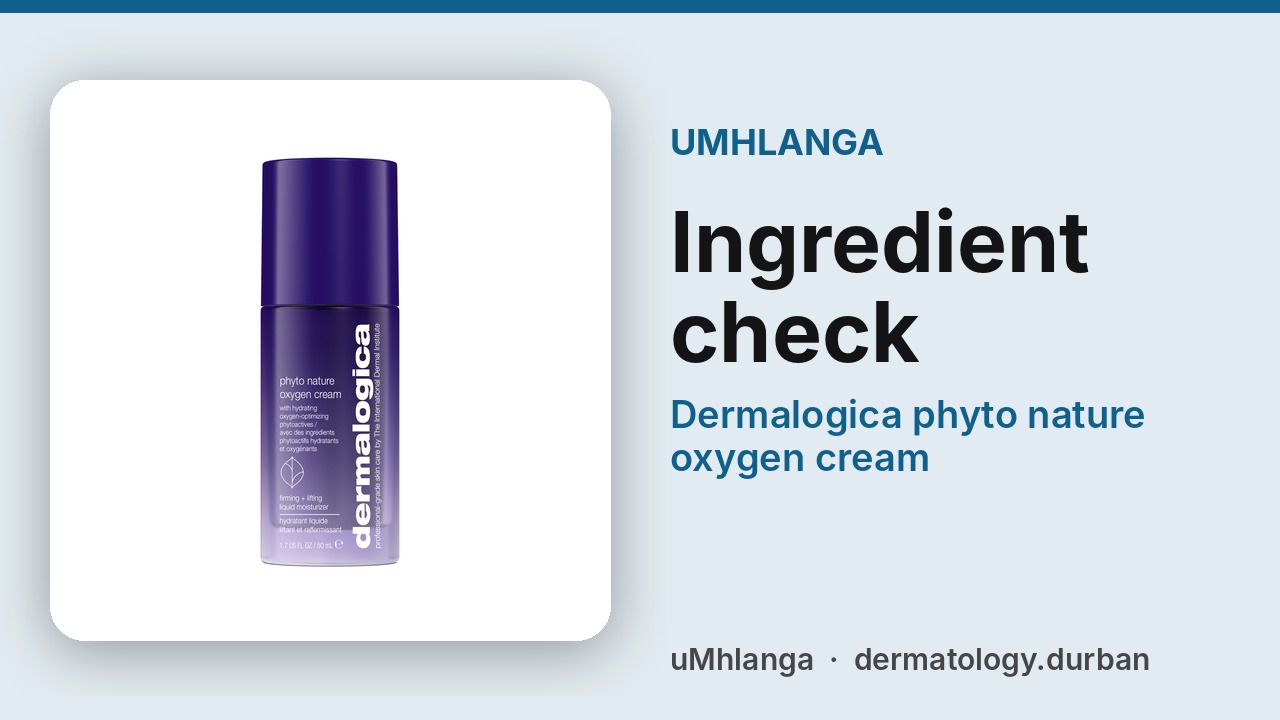 phyto nature
oxygen cream
with hydrating
oxygen-optimizing
phytoactives /
avec des ingrédients
phytoactifs hydratants
et oxygénants
firming + lifting
liquid moisturizer
hydratant liquide
liftant et raffermissant
1.7 US FL OZ / 50 mL ℮
dermalogica
professional-grade skin care by The International Dermal Institute
UMHLANGA
Ingredient
check
Dermalogica phyto nature
oxygen cream
uMhlanga · dermatology.durban